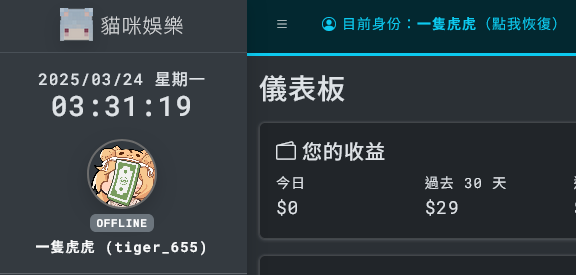 貓咪娛樂
2025/03/24 星期一
03:31:19
OFFLINE
一隻虎虎 (tiger_655)
目前身份：一隻虎虎（點我恢復）
儀表板
您的收益
今日
過去 30 天
$0
$29